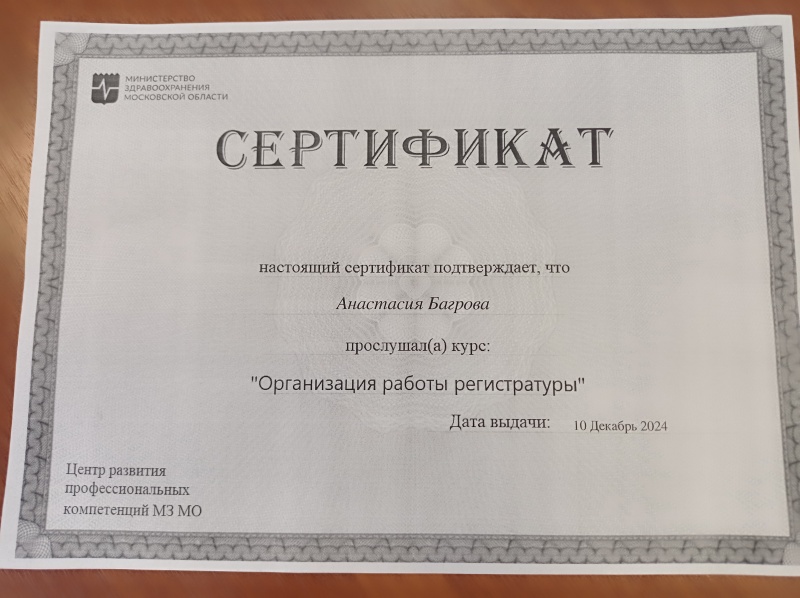 МИНИСТЕРСТВО
ЗДРАВООХРАНЕНИЯ
МОСКОВСКОЙ ОБЛАСТИ
СЕРТИФИКАТ
настоящий сертификат подтверждает, что
Анастасия Багрова
прослушал(а) курс:
"Организация работы регистратуры"
Дата выдачи: 10 Декабрь 2024
Центр развития
профессиональных
компетенций МЗ МО